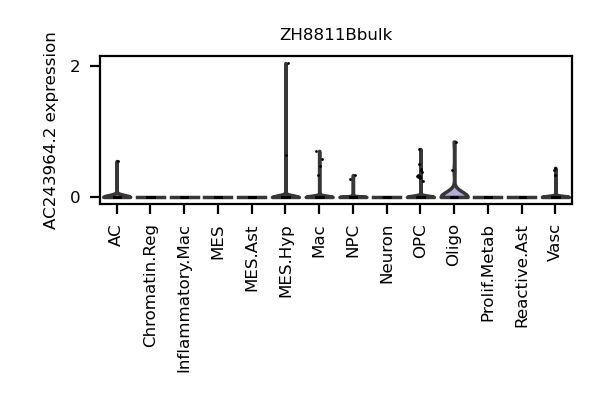 ZH8811Bbulk
AC243964.2 expression
2
0
AC
Chromatin.Reg
Inflammatory.Mac
MES
MES.Ast
MES.Hyp
Mac
NPC
Neuron
OPC
Oligo
Prolif.Metab
Reactive.Ast
Vasc